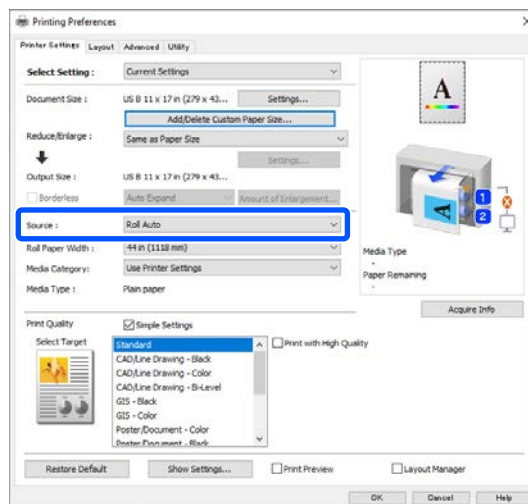 Printing Preferences
Printer Settings Layout Advanced Utility
Select Setting : Current Settings
Document Size : US B 11 x 17 in (279 x 43... Settings...
Add/Delete Custom Paper Size...
Reduce/Enlarge : Same as Paper Size
Settings...
Output Size : US B 11 x 17 in (279 x 43...
Borderless Auto Expand Amount of Enlargement...
Source : Roll Auto
Roll Paper Width : 44 in (1118 mm)
Media Category: Use Printer Settings
Media Type : Plain paper
A
A
1
2
Media Type
-
Paper Remaining
-
Acquire Info
Print Quality Simple Settings
Select Target
Standard
CAD/Line Drawing - Black
CAD/Line Drawing - Color
CAD/Line Drawing - Bi-Level
GIS - Black
GIS - Color
Poster/Document - Color
Poster/Document - Black
Print with High Quality
Restore Default Show Settings... Print Preview Layout Manager
OK Cancel Help